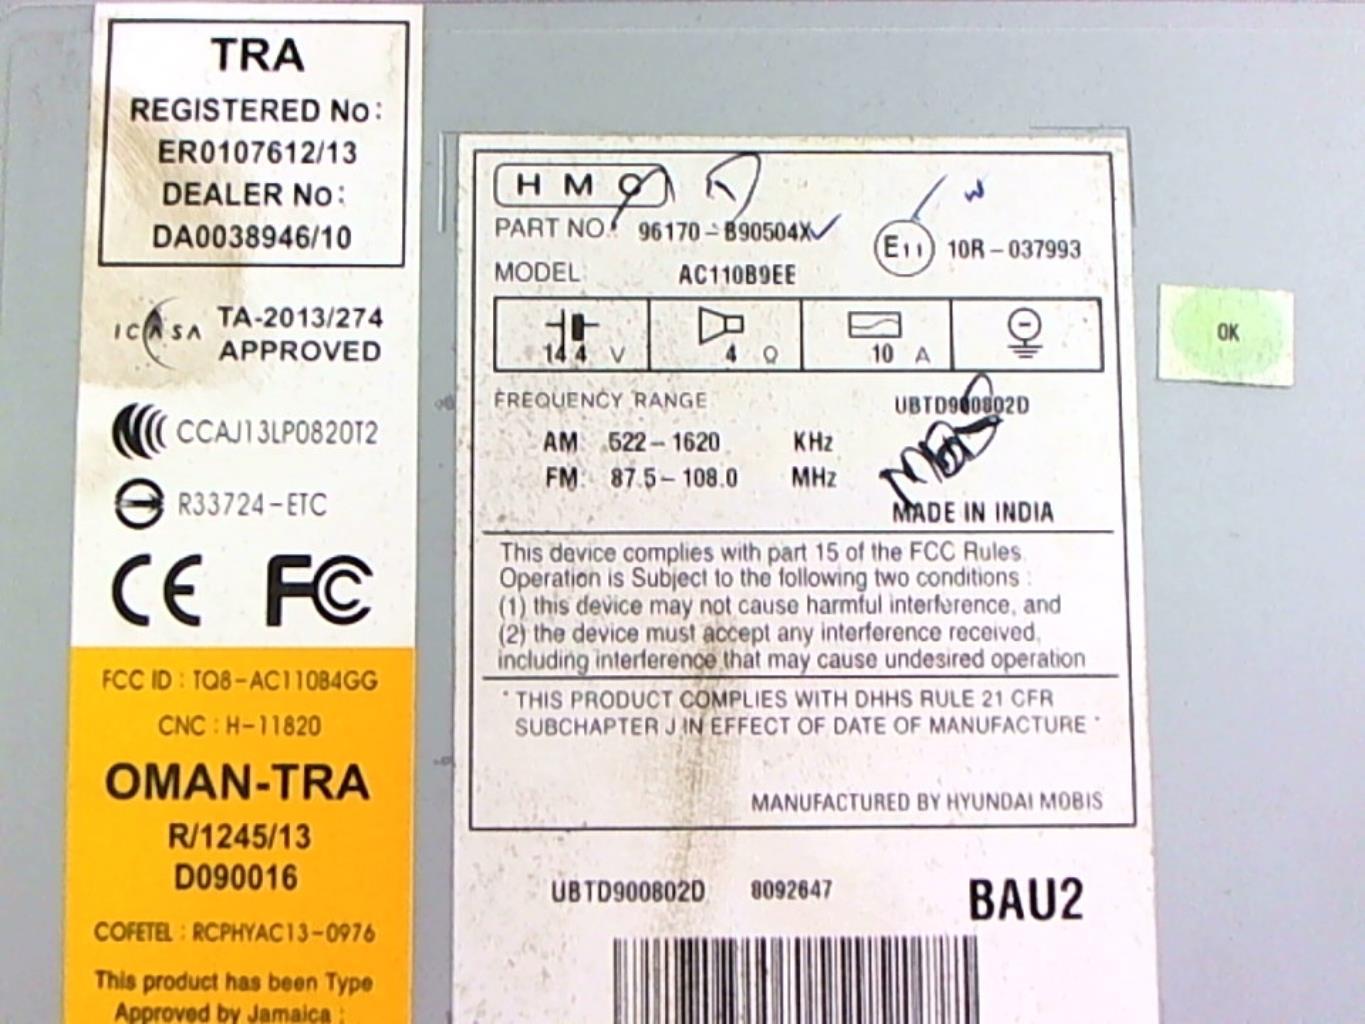 TRA
REGISTERED No:
ER0107612/13
DEALER No:
DA0038946/10
ICASA TA-2013/274
APPROVED
CCAJ13LP0820T2
R33724-ETC
CE FC
FCC ID : TQ8-AC110B4GG
CNC : H-11820
OMAN-TRA
R/1245/13
D090016
COFETEL : RCPHYAC13-0976
This product has been Type
Approved by Jamaica :
HMC
PART NO.: 96170-B90504X
MODEL: AC110B9EE
E11 10R-037993
14.4 V 4 Ω 10 A
FREQUENCY RANGE
UBTD900802D
AM 522-1620 KHz
FM: 87.5-108.0 MHz
MADE IN INDIA
This device complies with part 15 of the FCC Rules.
Operation is Subject to the following two conditions :
(1) this device may not cause harmful interference, and
(2) the device must accept any interference received,
including interference that may cause undesired operation
" THIS PRODUCT COMPLIES WITH DHHS RULE 21 CFR
SUBCHAPTER J IN EFFECT OF DATE OF MANUFACTURE "
MANUFACTURED BY HYUNDAI MOBIS
UBTD900802D 8092647 BAU2
OK